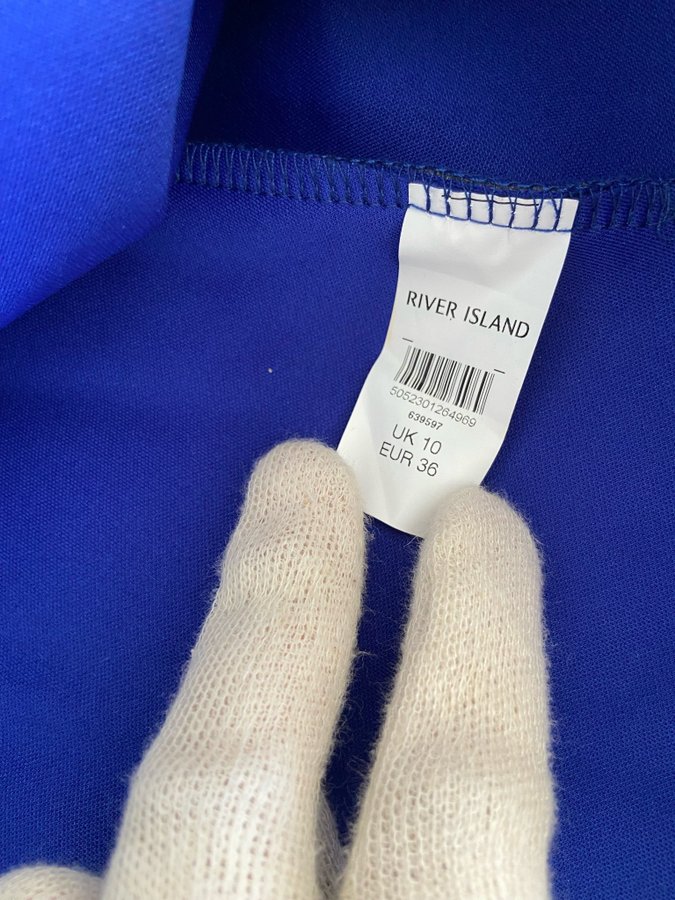 RIVER ISLAND
5052301264969
639597
UK 10
EUR 36